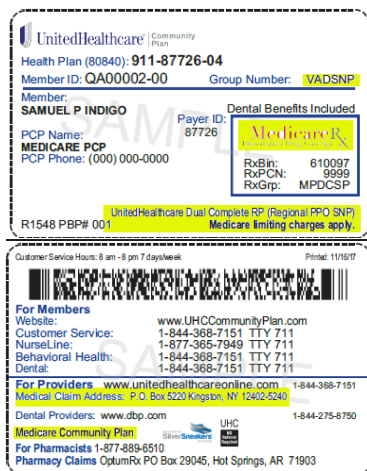 UnitedHealthcare Community Plan
Health Plan (80840): 911-87726-04
Member ID: QA00002-00 Group Number: VADSNP
Member:
SAMUEL P INDIGO Dental Benefits Included
Payer ID:
87726
MedicareRx
Prescription Drug Coverage
PCP Name:
MEDICARE PCP
PCP Phone: (000) 000-0000
RxBin: 610097
RxPCN: 9999
RxGrp: MPDCSP
SAMPLE
UnitedHealthcare Dual Complete RP (Regional PPO SNP)
R1548 PBP# 001 Medicare limiting charges apply.
Customer Service Hours: 8 am - 8 pm 7 days/week Printed: 11/16/17
For Members
Website: www.UHCCommunityPlan.com
Customer Service: 1-844-368-7151 TTY 711
NurseLine: 1-877-365-7949 TTY 711
Behavioral Health: 1-844-368-7151 TTY 711
Dental: 1-844-368-7151 TTY 711
SAMPLE
For Providers www.unitedhealthcareonline.com 1-844-368-7151
Medical Claim Address: P.O. Box 5220 Kingston, NY 12402-5240
Dental Providers: www.dbp.com 1-844-275-8750
Medicare Community Plan
SilverSneakers
UHC
No Referral Required
For Pharmacists 1-877-889-6510
Pharmacy Claims OptumRx PO Box 29045, Hot Springs, AR 71903